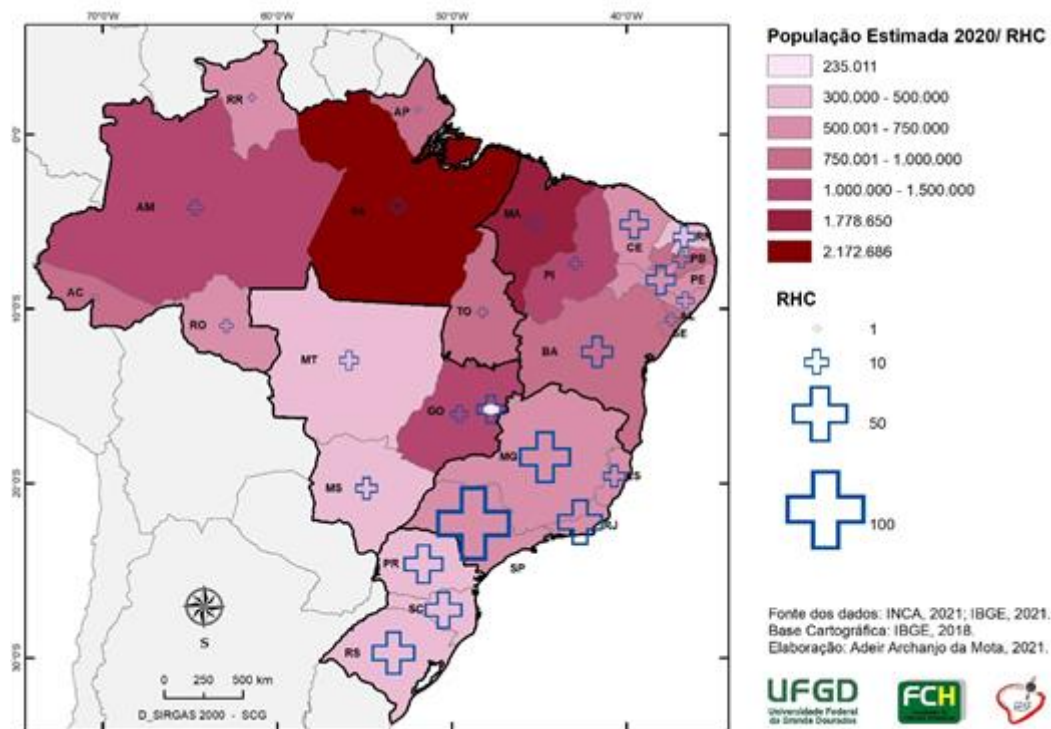 70°0'W 60°0'W 50°0'W 40°0'W
0°0'
10°0'S
20°0'S
30°0'S
RR
AP
AM
MA
CE
PB
PI
PE
AC
TO
RO
SE
BA
MT
GO
MG
ES
MS
RJ
PR
SP
SC
RS
S
0 250 500 km
D_SIRGAS 2000 - SCG
População Estimada 2020/ RHC
235.011
300.000 - 500.000
500.001 - 750.000
750.001 - 1.000.000
1.000.000 - 1.500.000
1.778.650
2.172.686
RHC
1
10
50
100
Fonte dos dados: INCA, 2021; IBGE, 2021.
Base Cartográfica: IBGE, 2018.
Elaboração: Adeir Archanjo da Mota, 2021.
UFGD
Universidade Federal
da Grande Dourados
FCH